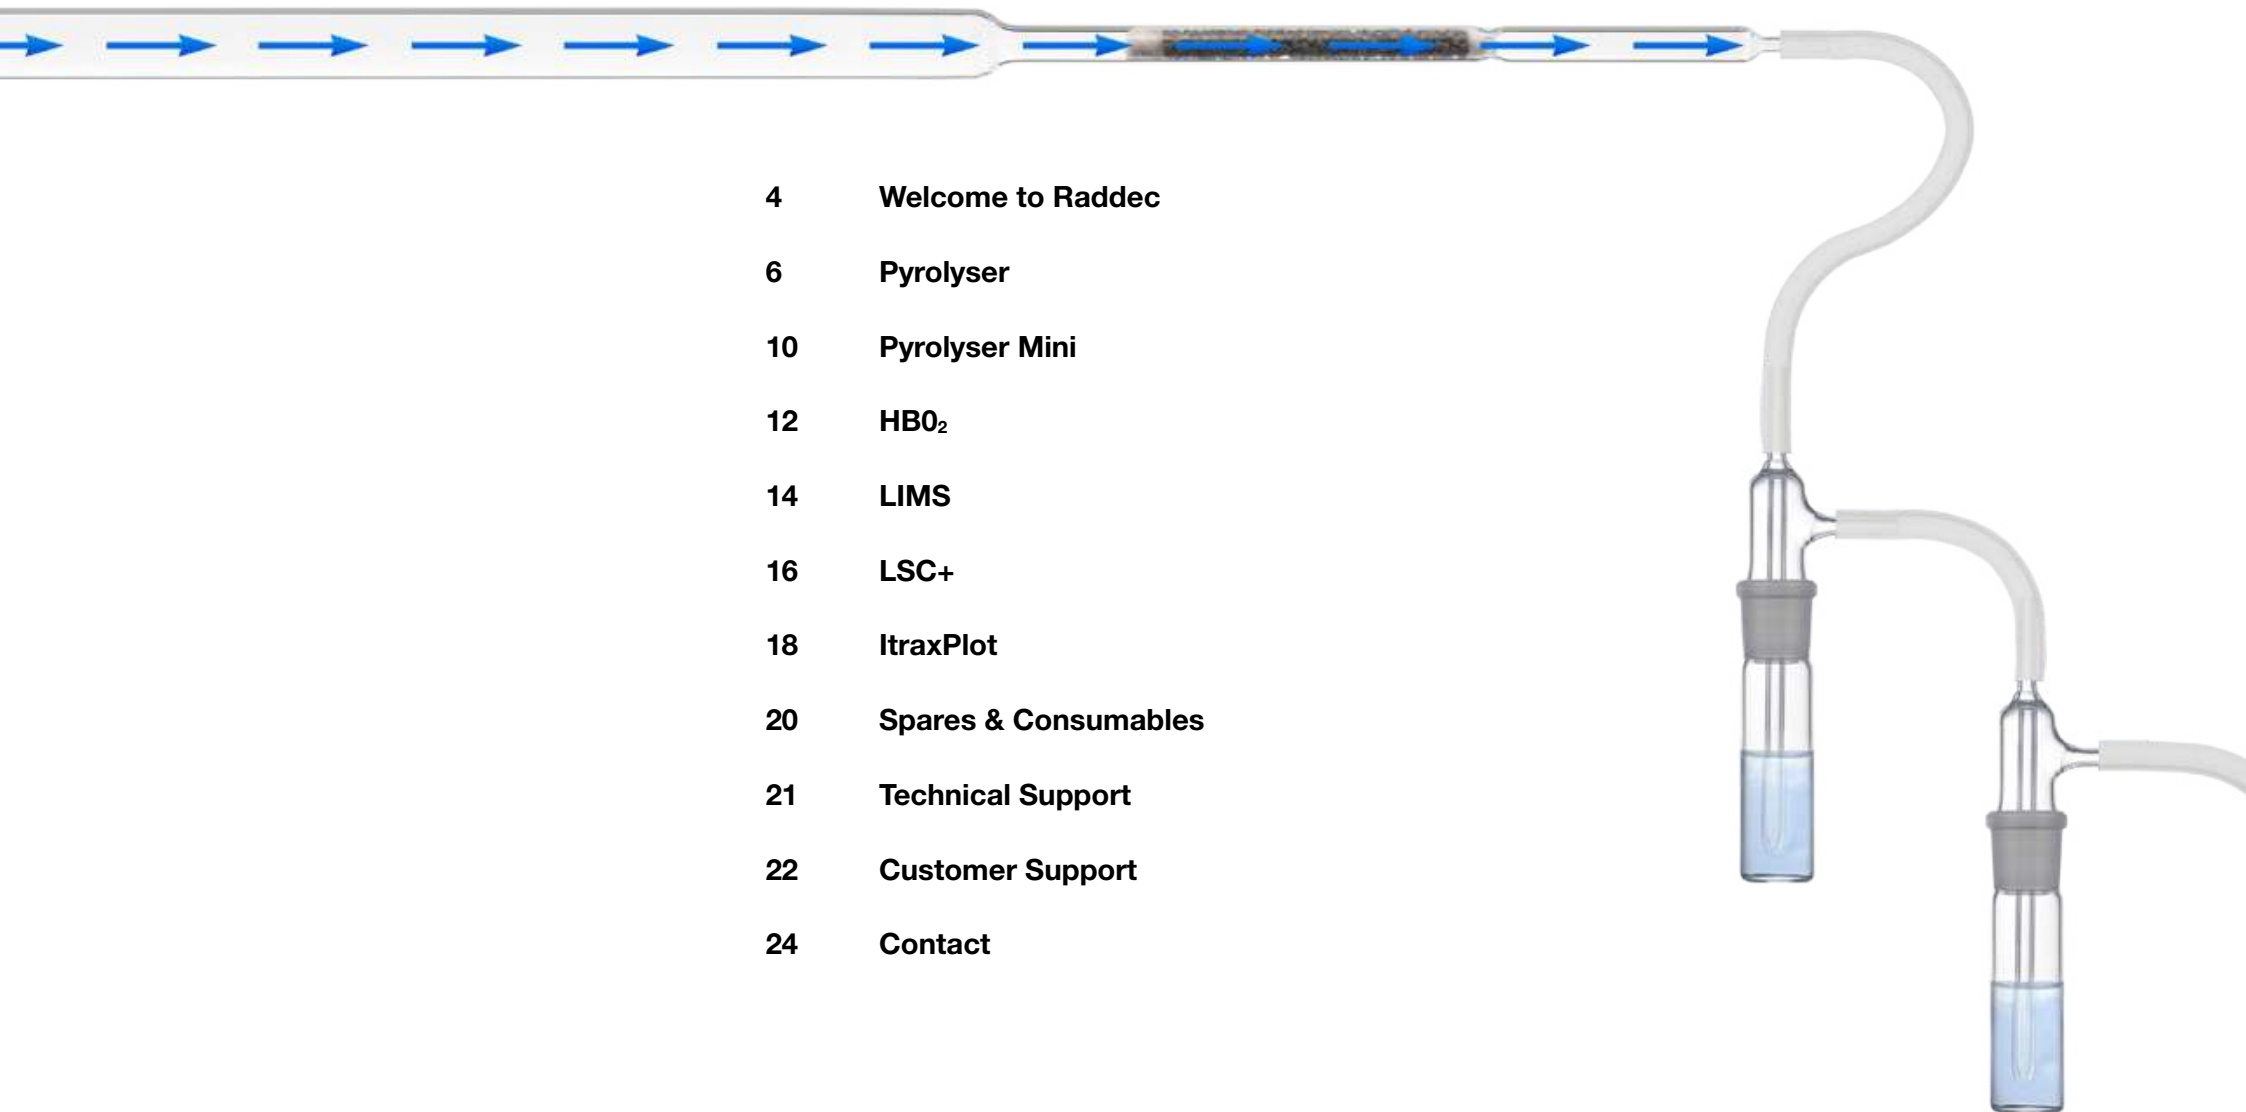 4 Welcome to Raddec
6 Pyrolyser
10 Pyrolyser Mini
12 HB0₂
14 LIMS
16 LSC+
18 ItraxPlot
20 Spares & Consumables
21 Technical Support
22 Customer Support
24 Contact